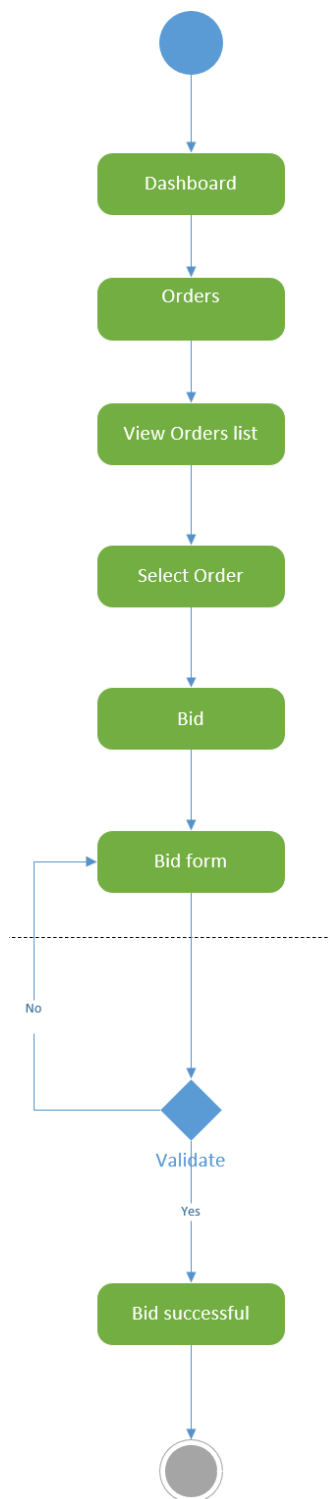 Dashboard
Orders
View Orders list
Select Order
Bid
Bid form
No
Validate
Yes
Bid successful